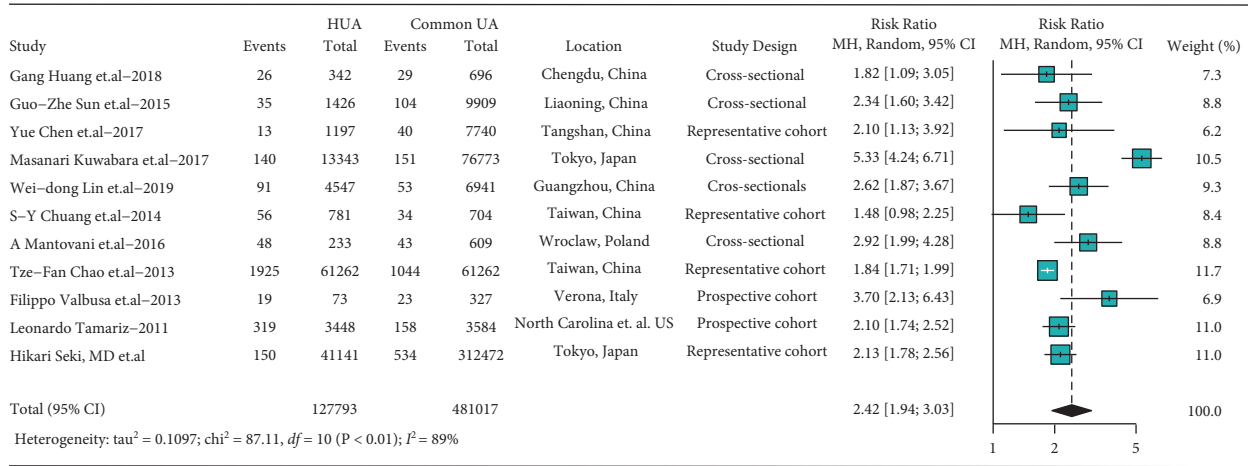 HUA Common UA Risk Ratio Risk Ratio
Study Events Total Events Total Location Study Design MH, Random, 95% CI MH, Random, 95% CI Weight (%)
Gang Huang et.al−2018 26 342 29 696 Chengdu, China Cross-sectional 1.82 [1.09; 3.05] 7.3
Guo−Zhe Sun et.al−2015 35 1426 104 9909 Liaoning, China Cross-sectional 2.34 [1.60; 3.42] 8.8
Yue Chen et.al−2017 13 1197 40 7740 Tangshan, China Representative cohort 2.10 [1.13; 3.92] 6.2
Masanari Kuwabara et.al−2017 140 13343 151 76773 Tokyo, Japan Cross-sectional 5.33 [4.24; 6.71] 10.5
Wei−dong Lin et.al−2019 91 4547 53 6941 Guangzhou, China Cros-sectionals 2.62 [1.87; 3.67] 9.3
S−Y Chuang et.al−2014 56 781 34 704 Taiwan, China Representative cohort 1.48 [0.98; 2.25] 8.4
A Mantovani et.al−2016 48 233 43 609 Wroclaw, Poland Cross-sectional 2.92 [1.99; 4.28] 8.8
Tze−Fan Chao et.al−2013 1925 61262 1044 61262 Taiwan, China Representative cohort 1.84 [1.71; 1.99] 11.7
Filippo Valbusa et.al−2013 19 73 23 327 Verona, Italy Prospective cohort 3.70 [2.13; 6.43] 6.9
Leonardo Tamariz−2011 319 3448 158 3584 North Carolina et. al. US Prospective cohort 2.10 [1.74; 2.52] 11.0
Hikari Seki, MD et.al 150 41141 534 312472 Tokyo, Japan Representative cohort 2.13 [1.78; 2.56] 11.0
Total (95% CI) 127793 481017 2.42 [1.94; 3.03] 100.0
Heterogeneity: tau² = 0.1097; chi² = 87.11, df = 10 (P < 0.01); I² = 89%
1 2 5